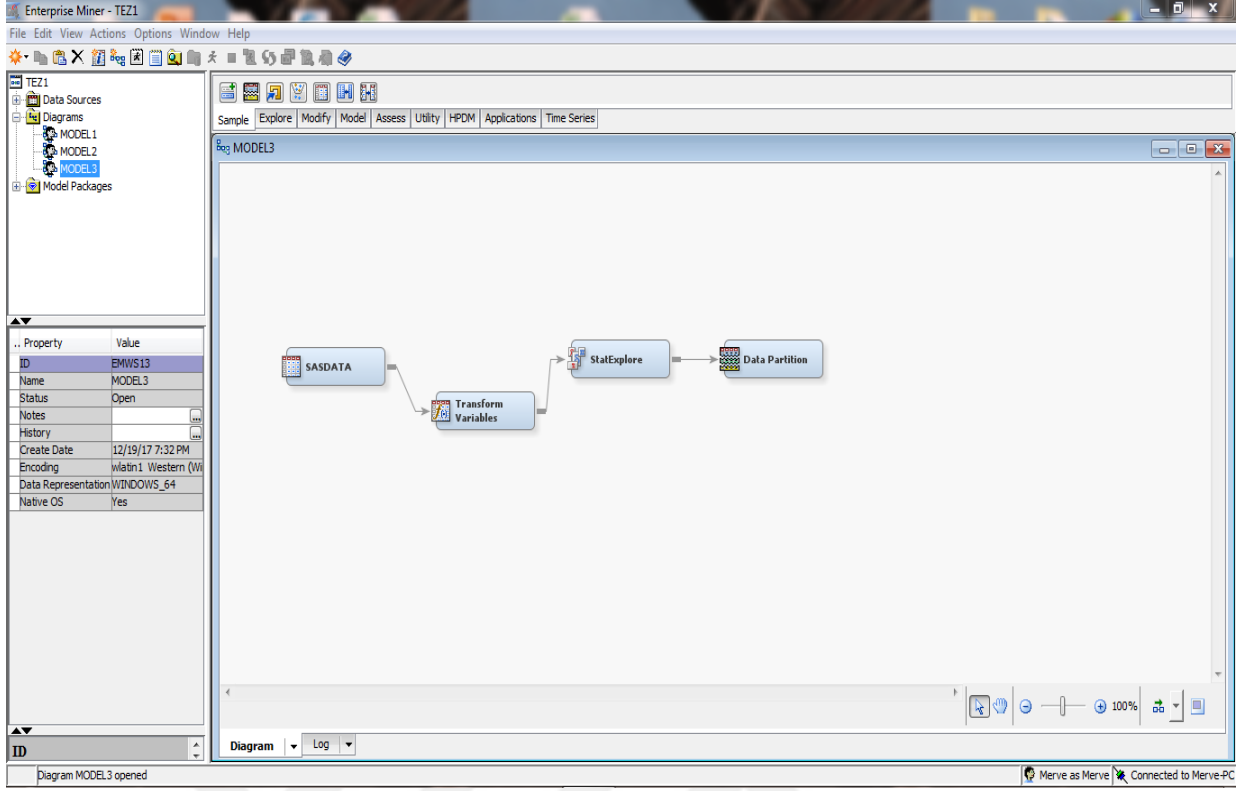 Enterprise Miner - TEZ1
File Edit View Actions Options Window Help
TEZ1
Data Sources
Diagrams
MODEL1
MODEL2
MODEL3
Model Packages
Sample Explore Modify Model Assess Utility HPDM Applications Time Series
MODEL3
.. Property Value
ID EMWS13
Name MODEL3
Status Open
Notes ...
History ...
Create Date 12/19/17 7:32 PM
Encoding wlatin1 Western (Wi
Data Representation WINDOWS_64
Native OS Yes
SASDATA
Transform
Variables
StatExplore
Data Partition
100%
ID
Diagram Log
Diagram MODEL3 opened
Merve as Merve Connected to Merve-PC